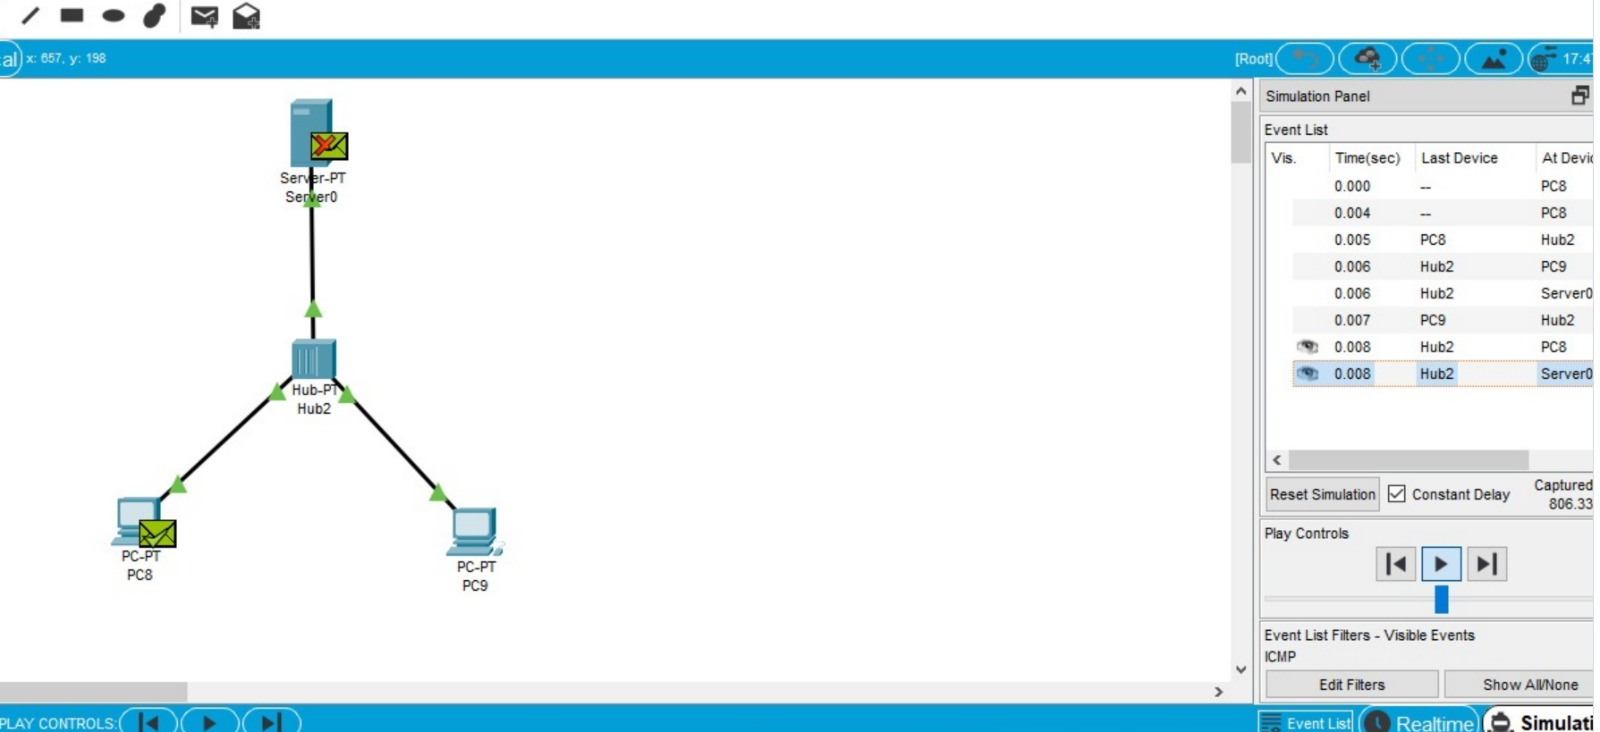 al x: 657, y: 198
[Root]
17:47
Simulation Panel
Event List
Vis. Time(sec) Last Device At Devic
0.000 -- PC8
0.004 -- PC8
0.005 PC8 Hub2
0.006 Hub2 PC9
0.006 Hub2 Server0
0.007 PC9 Hub2
0.008 Hub2 PC8
0.008 Hub2 Server0
Reset Simulation Constant Delay Captured
806.33
Play Controls
Event List Filters - Visible Events
ICMP
Edit Filters Show All/None
Server-PT
Server0
Hub-PT
Hub2
PC-PT
PC8
PC-PT
PC9
PLAY CONTROLS:
Event List Realtime Simulati